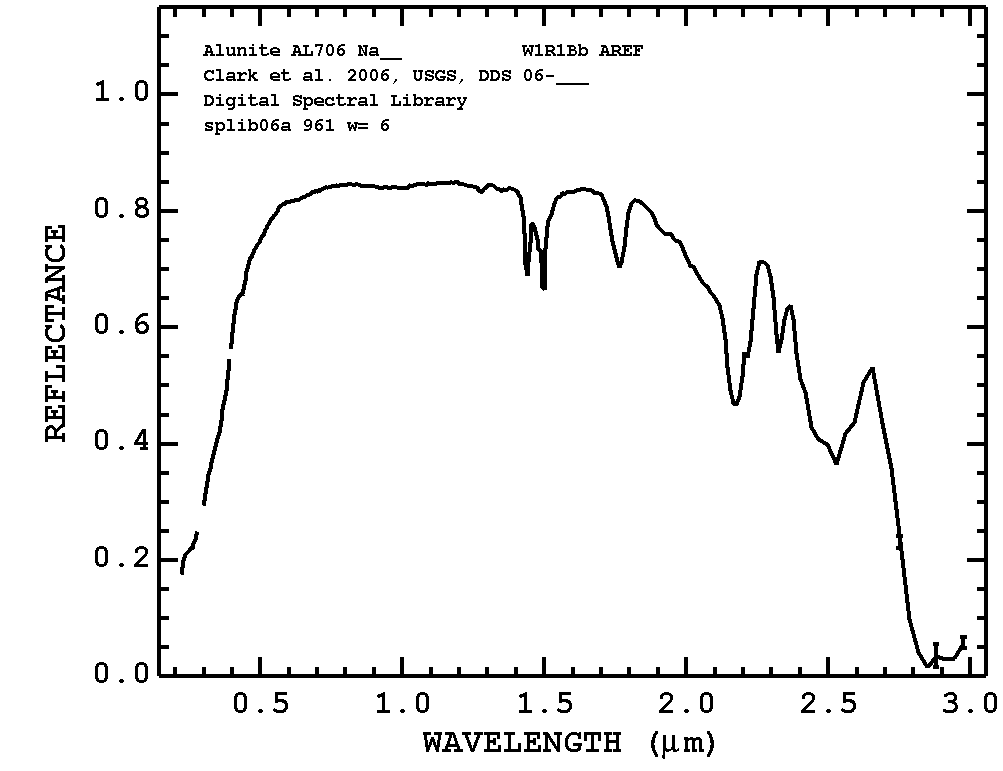 Alunite AL706 Na__ W1R1Bb AREF
Clark et al. 2006, USGS, DDS 06-___
Digital Spectral Library
splib06a 961 w= 6
1.0
0.8
0.6
0.4
0.2
0.0
REFLECTANCE
0.5 1.0 1.5 2.0 2.5 3.0
WAVELENGTH (μm)